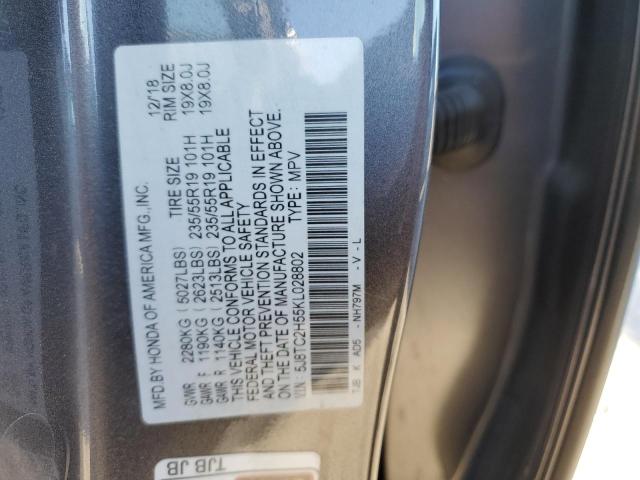 MFD.BY HONDA OF AMERICA MFG.,INC. 12/18
TIRE SIZE RIM SIZE
GVWR 2280KG (5027LBS)
GAWR F 1190KG (2623LBS) 235/55R19 101H 19X8.0J
GAWR R 1140KG (2513LBS) 235/55R19 101H 19X8.0J
THIS VEHICLE CONFORMS TO ALL APPLICABLE
FEDERAL MOTOR VEHICLE SAFETY
AND THEFT PREVENTION STANDARDS IN EFFECT
ON THE DATE OF MANUFACTURE SHOWN ABOVE.
V.I.N.: 5J8TC2H55KL028802 TYPE: MPV
TJB K AD5 - NH797M - V - L
TJB JB